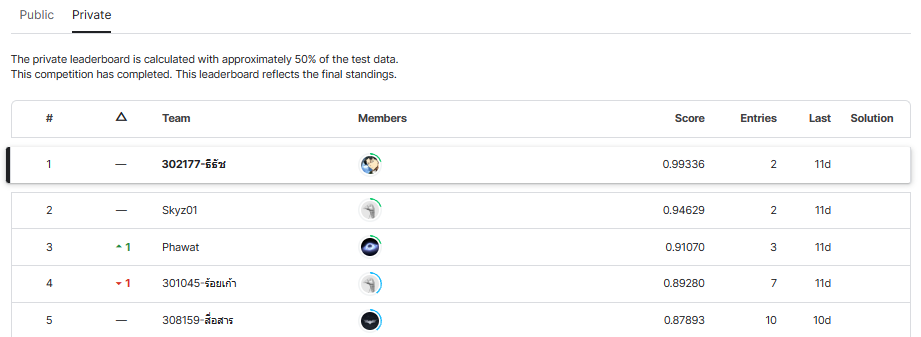 Public Private
The private leaderboard is calculated with approximately 50% of the test data.
This competition has completed. This leaderboard reflects the final standings.
# △ Team Members Score Entries Last Solution
1 — 302177-ธีธัช 0.99336 2 11d
2 — Skyz01 0.94629 2 11d
3 ▲ 1 Phawat 0.91070 3 11d
4 ▼ 1 301045-ร้อยเก้า 0.89280 7 11d
5 — 308159-สื่อสาร 0.87893 10 10d